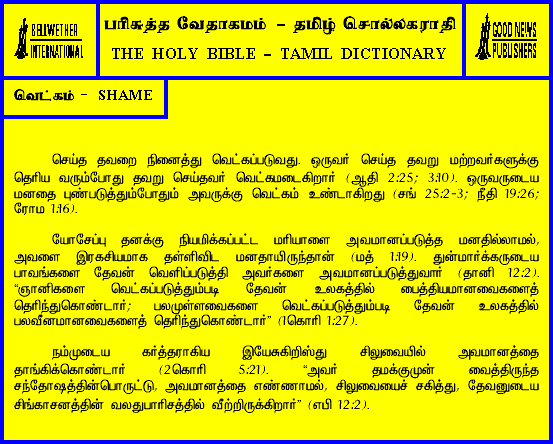 BELLWETHER
INTERNATIONAL
பரிசுத்த வேதாகமம் - தமிழ் சொல்லகராதி
THE HOLY BIBLE - TAMIL DICTIONARY
GOOD NEWS
PUBLISHERS
வெட்கம் - SHAME
செய்த தவறை நினைத்து வெட்கப்படுவது. ஒருவர் செய்த தவறு மற்றவர்களுக்கு
தெரிய வரும்போது தவறு செய்தவர் வெட்கமடைகிறார் (ஆதி 2:25; 3:10). ஒருவருடைய
மனதை புண்படுத்தும்போதும் அவருக்கு வெட்கம் உண்டாகிறது (சங் 25:2-3; நீதி 19:26;
ரோம 1:16).
யோசேப்பு தனக்கு நியமிக்கப்பட்ட மரியாளை அவமானப்படுத்த மனதில்லாமல்,
அவளை இரகசியமாக தள்ளிவிட மனதாயிருந்தான் (மத் 1:19). துன்மார்க்கருடைய
பாவங்களை தேவன் வெளிப்படுத்தி அவர்களை அவமானப்படுத்துவார் (தானி 12:2).
“ஞானிகளை வெட்கப்படுத்தும்படி தேவன் உலகத்தில் பைத்தியமானவைகளைத்
தெரிந்துகொண்டார்; பலமுள்ளவைகளை வெட்கப்படுத்தும்படி தேவன் உலகத்தில்
பலவீனமானவைகளைத் தெரிந்துகொண்டார்” (1கொரி 1:27).
நம்முடைய கர்த்தராகிய இயேசுகிறிஸ்து சிலுவையில் அவமானத்தை
தாங்கிக்கொண்டார் (2கொரி 5:21). “அவர் தமக்குமுன் வைத்திருந்த
சந்தோஷத்தின்பொருட்டு, அவமானத்தை எண்ணாமல், சிலுவையைச் சகித்து, தேவனுடைய
சிங்காசனத்தின் வலதுபாரிசத்தில் வீற்றிருக்கிறார்” (எபி 12:2).